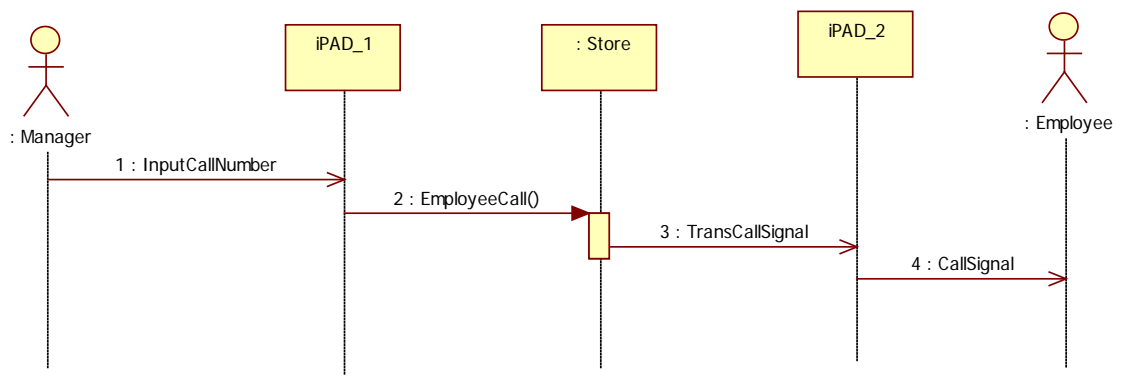 iPAD_1
: Store
iPAD_2
: Manager
: Employee
1 : InputCallNumber
2 : EmployeeCall()
3 : TransCallSignal
4 : CallSignal